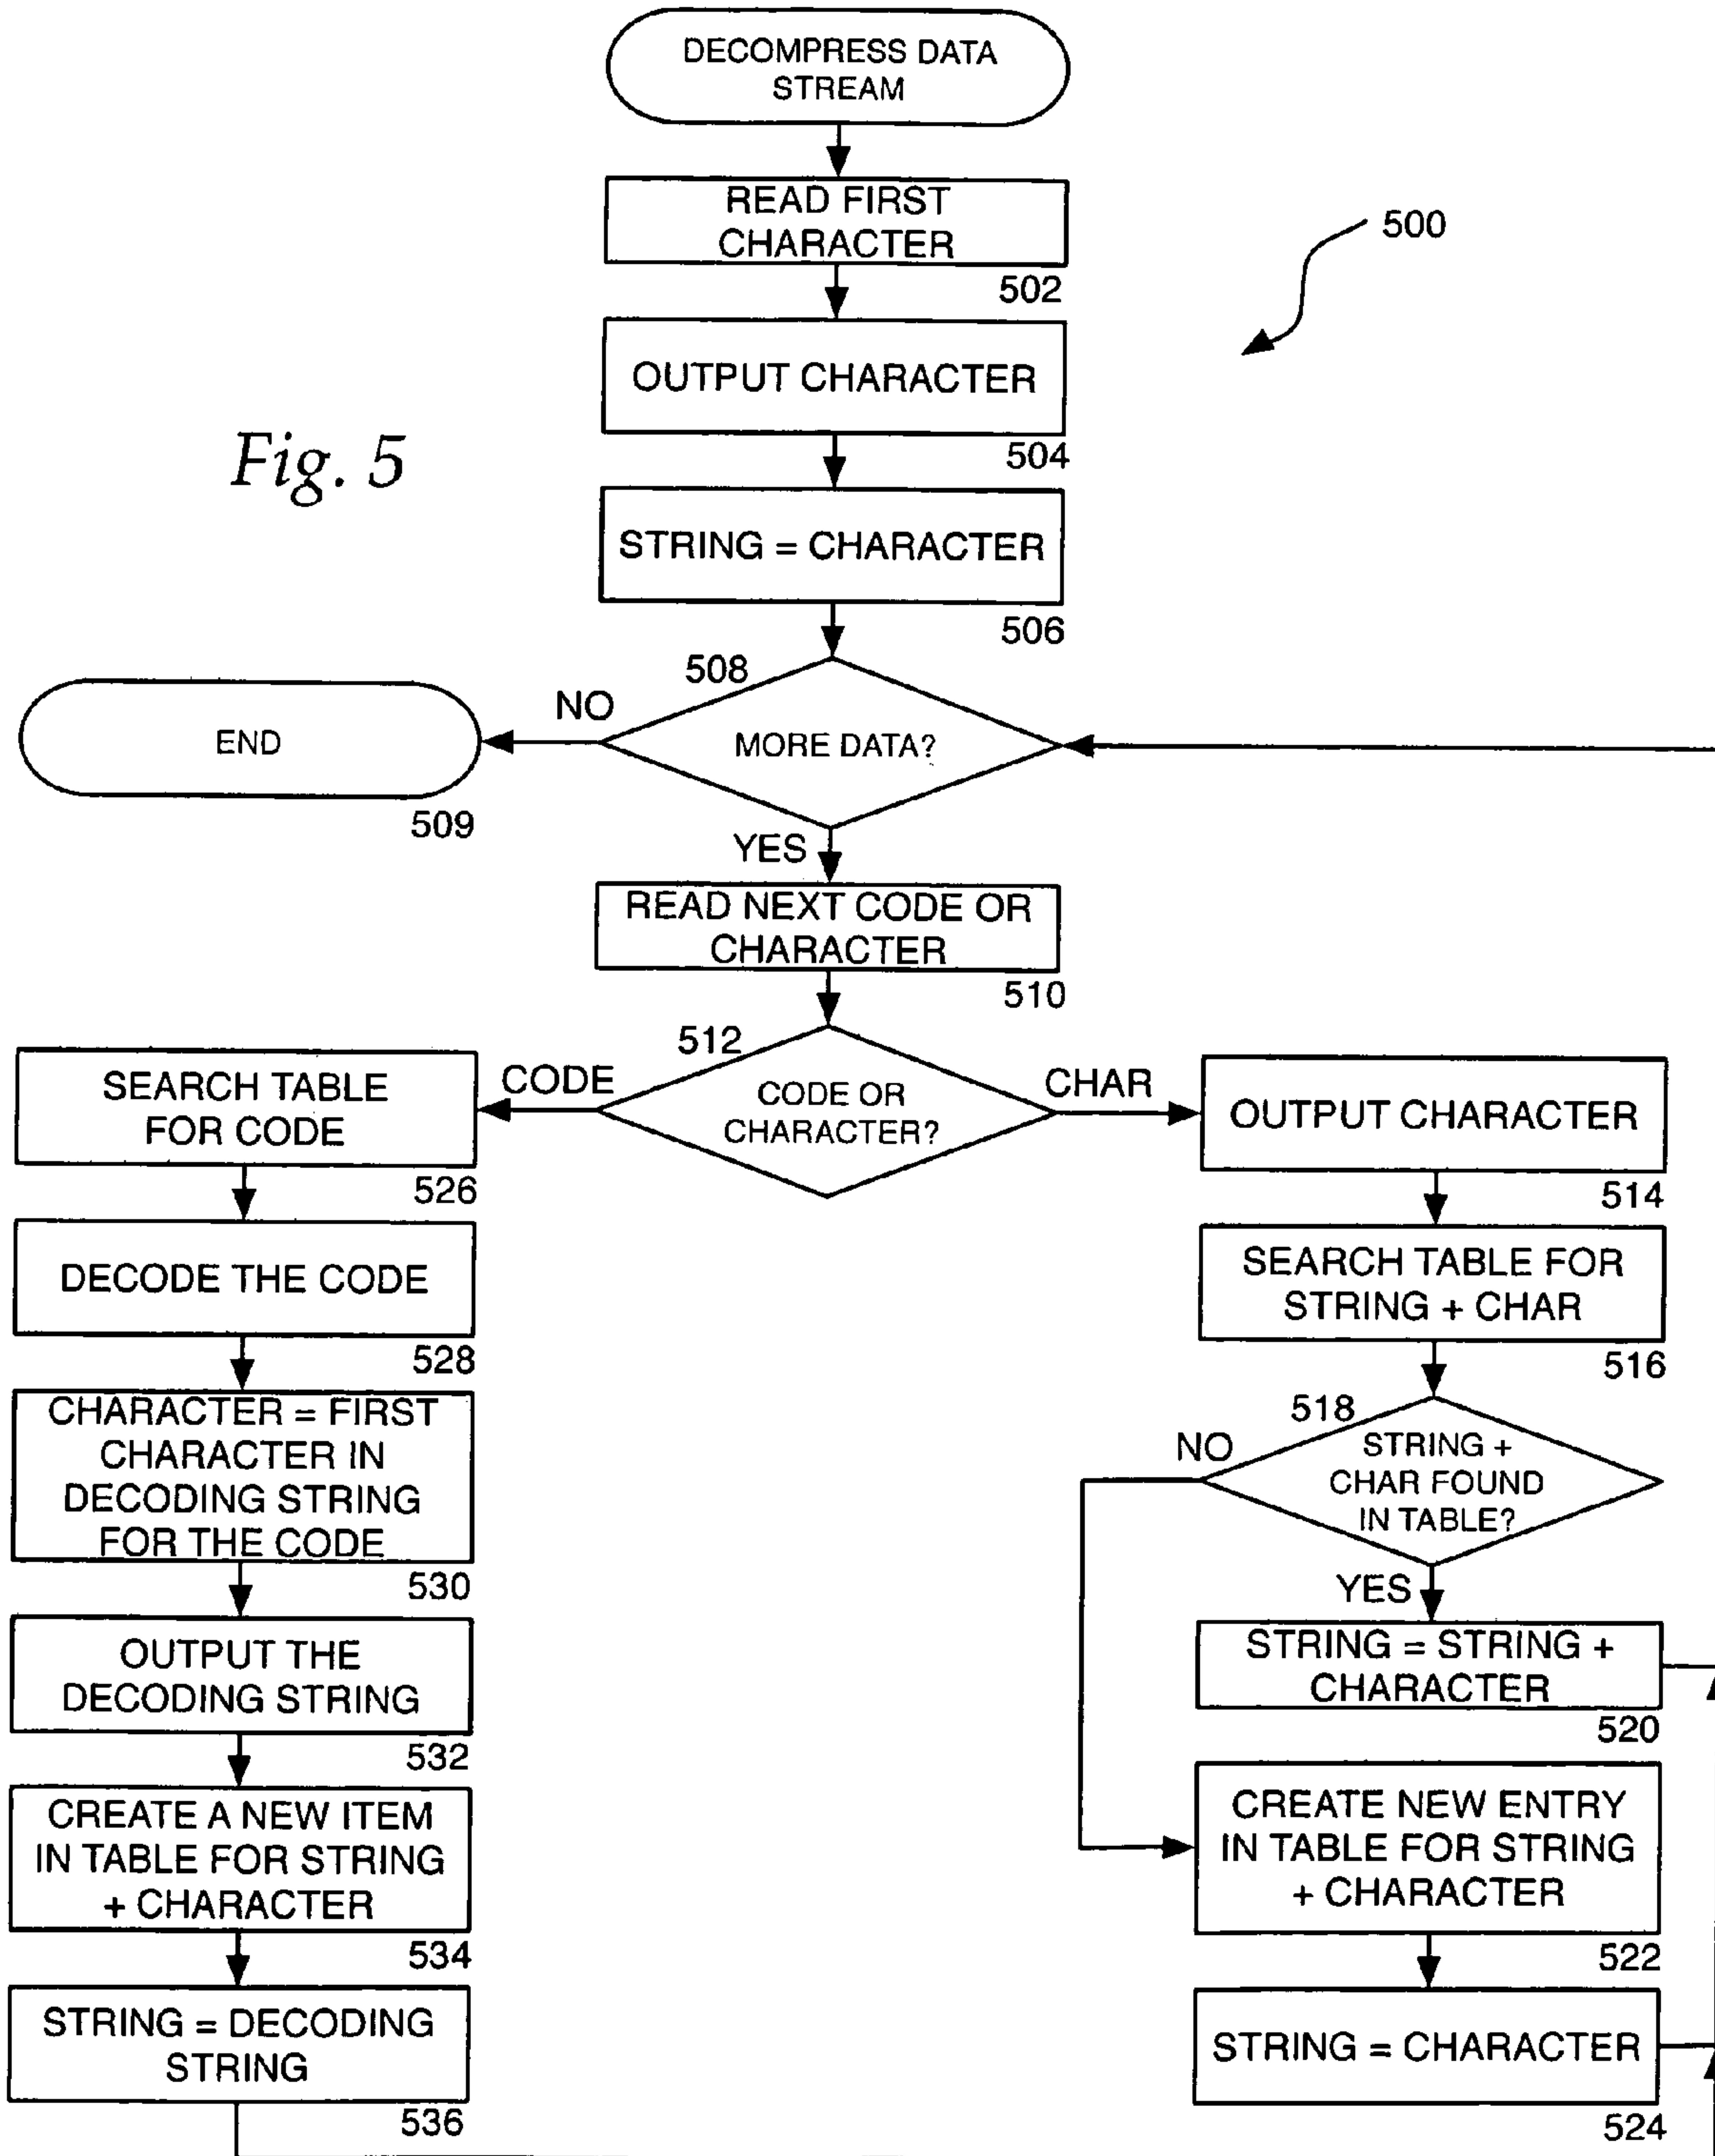 DECOMPRESS DATA
STREAM
READ FIRST
CHARACTER
502
500
OUTPUT CHARACTER
504
Fig. 5
STRING = CHARACTER
506
508
NO
MORE DATA?
END
509
YES
READ NEXT CODE OR
CHARACTER
510
512
CODE OR
CHARACTER?
CODE
CHAR
SEARCH TABLE
FOR CODE
526
DECODE THE CODE
528
CHARACTER = FIRST
CHARACTER IN
DECODING STRING
FOR THE CODE
530
OUTPUT THE
DECODING STRING
532
CREATE A NEW ITEM
IN TABLE FOR STRING
+ CHARACTER
534
STRING = DECODING
STRING
536
OUTPUT CHARACTER
514
SEARCH TABLE FOR
STRING + CHAR
516
518
NO
STRING +
CHAR FOUND
IN TABLE?
YES
STRING = STRING +
CHARACTER
520
CREATE NEW ENTRY
IN TABLE FOR STRING
+ CHARACTER
522
STRING = CHARACTER
524